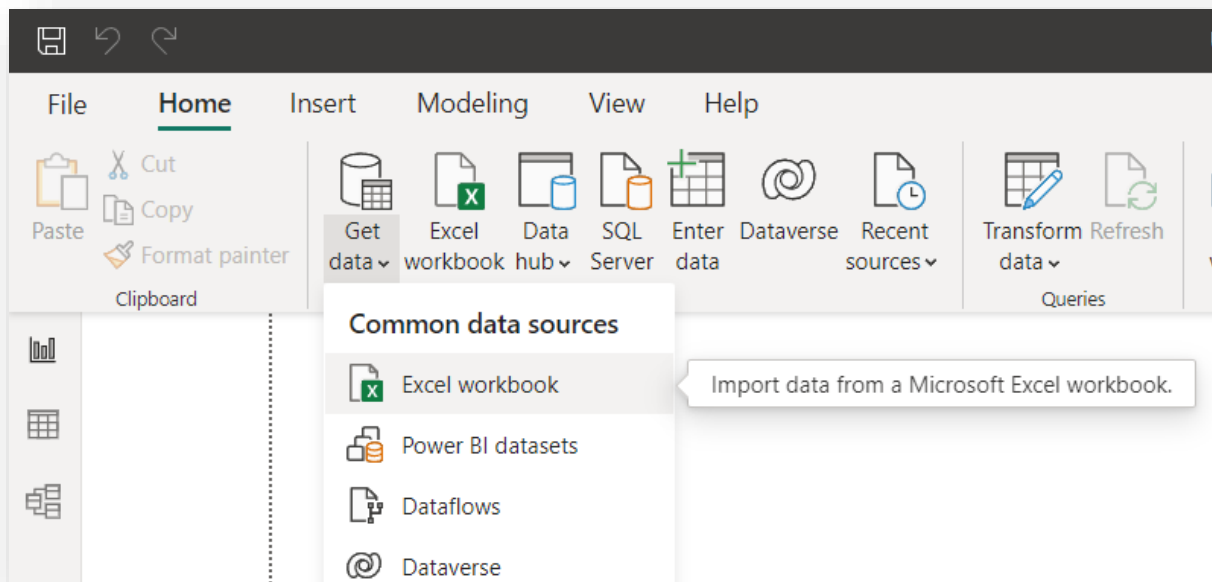 File Home Insert Modeling View Help
Paste
Cut
Copy
Format painter
Clipboard
Get data
Excel workbook
Data hub
SQL Server
Enter data
Dataverse
Recent sources
Transform data
Refresh
Queries
Common data sources
Excel workbook
Import data from a Microsoft Excel workbook.
Power BI datasets
Dataflows
Dataverse